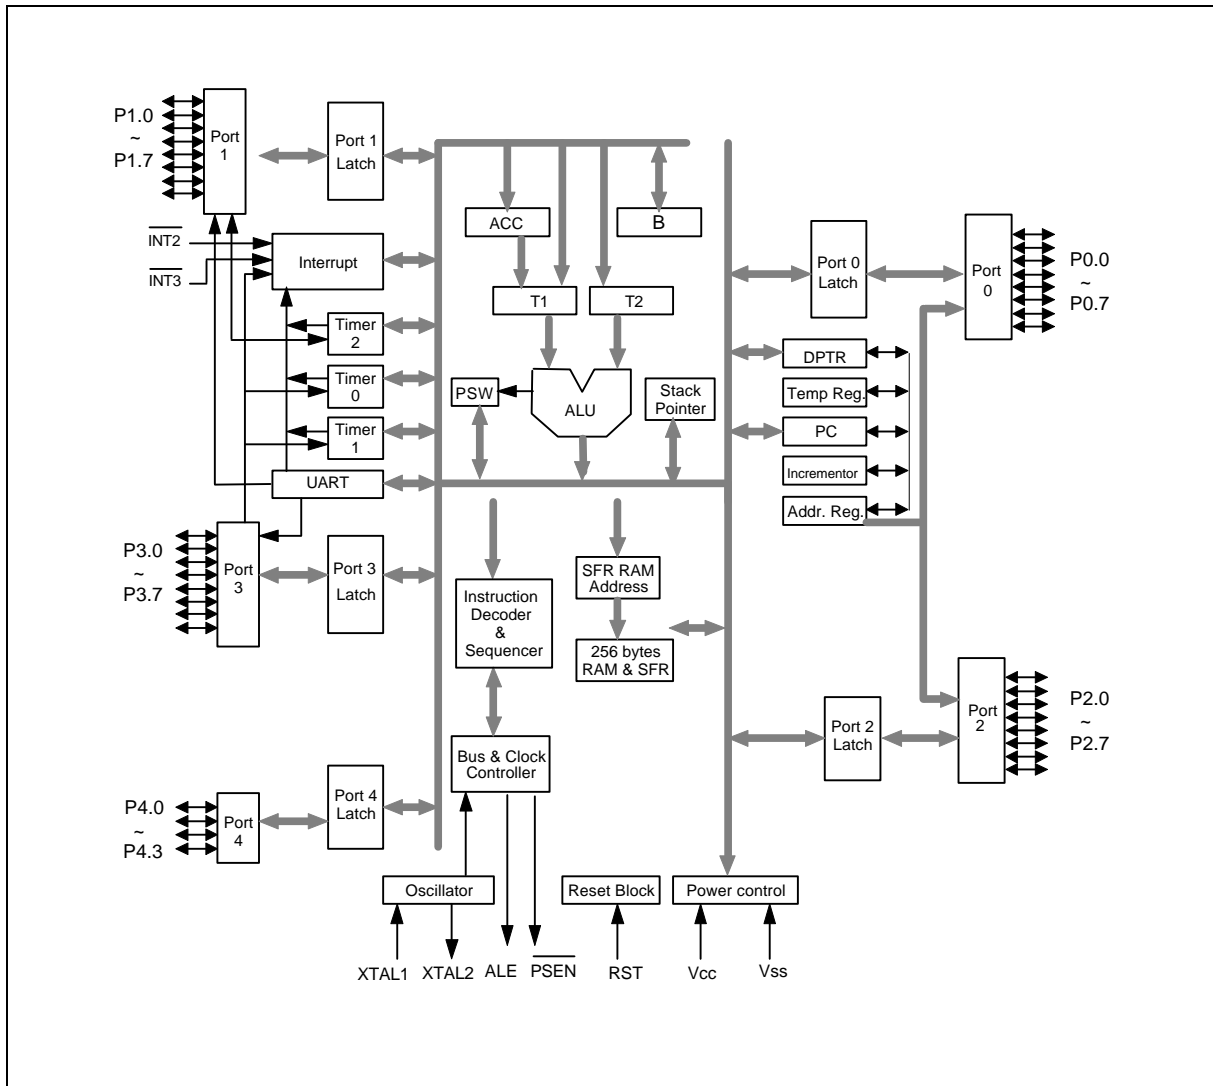 P1.0
~
P1.7
Port
1
Port 1
Latch
INT2
INT3
Interrupt
ACC
B
T1
T2
Port 0
Latch
Port
0
P0.0
~
P0.7
Timer
2
Timer
0
Timer
1
UART
PSW
ALU
Stack
Pointer
DPTR
Temp Reg.
PC
Incrementor
Addr. Reg.
P3.0
~
P3.7
Port
3
Port 3
Latch
Instruction
Decoder
&
Sequencer
SFR RAM
Address
256 bytes
RAM & SFR
Port 2
Latch
Port
2
P2.0
~
P2.7
Bus & Clock
Controller
P4.0
~
P4.3
Port
4
Port 4
Latch
Oscillator
Reset Block
Power control
XTAL1
XTAL2
ALE
PSEN
RST
Vcc
Vss